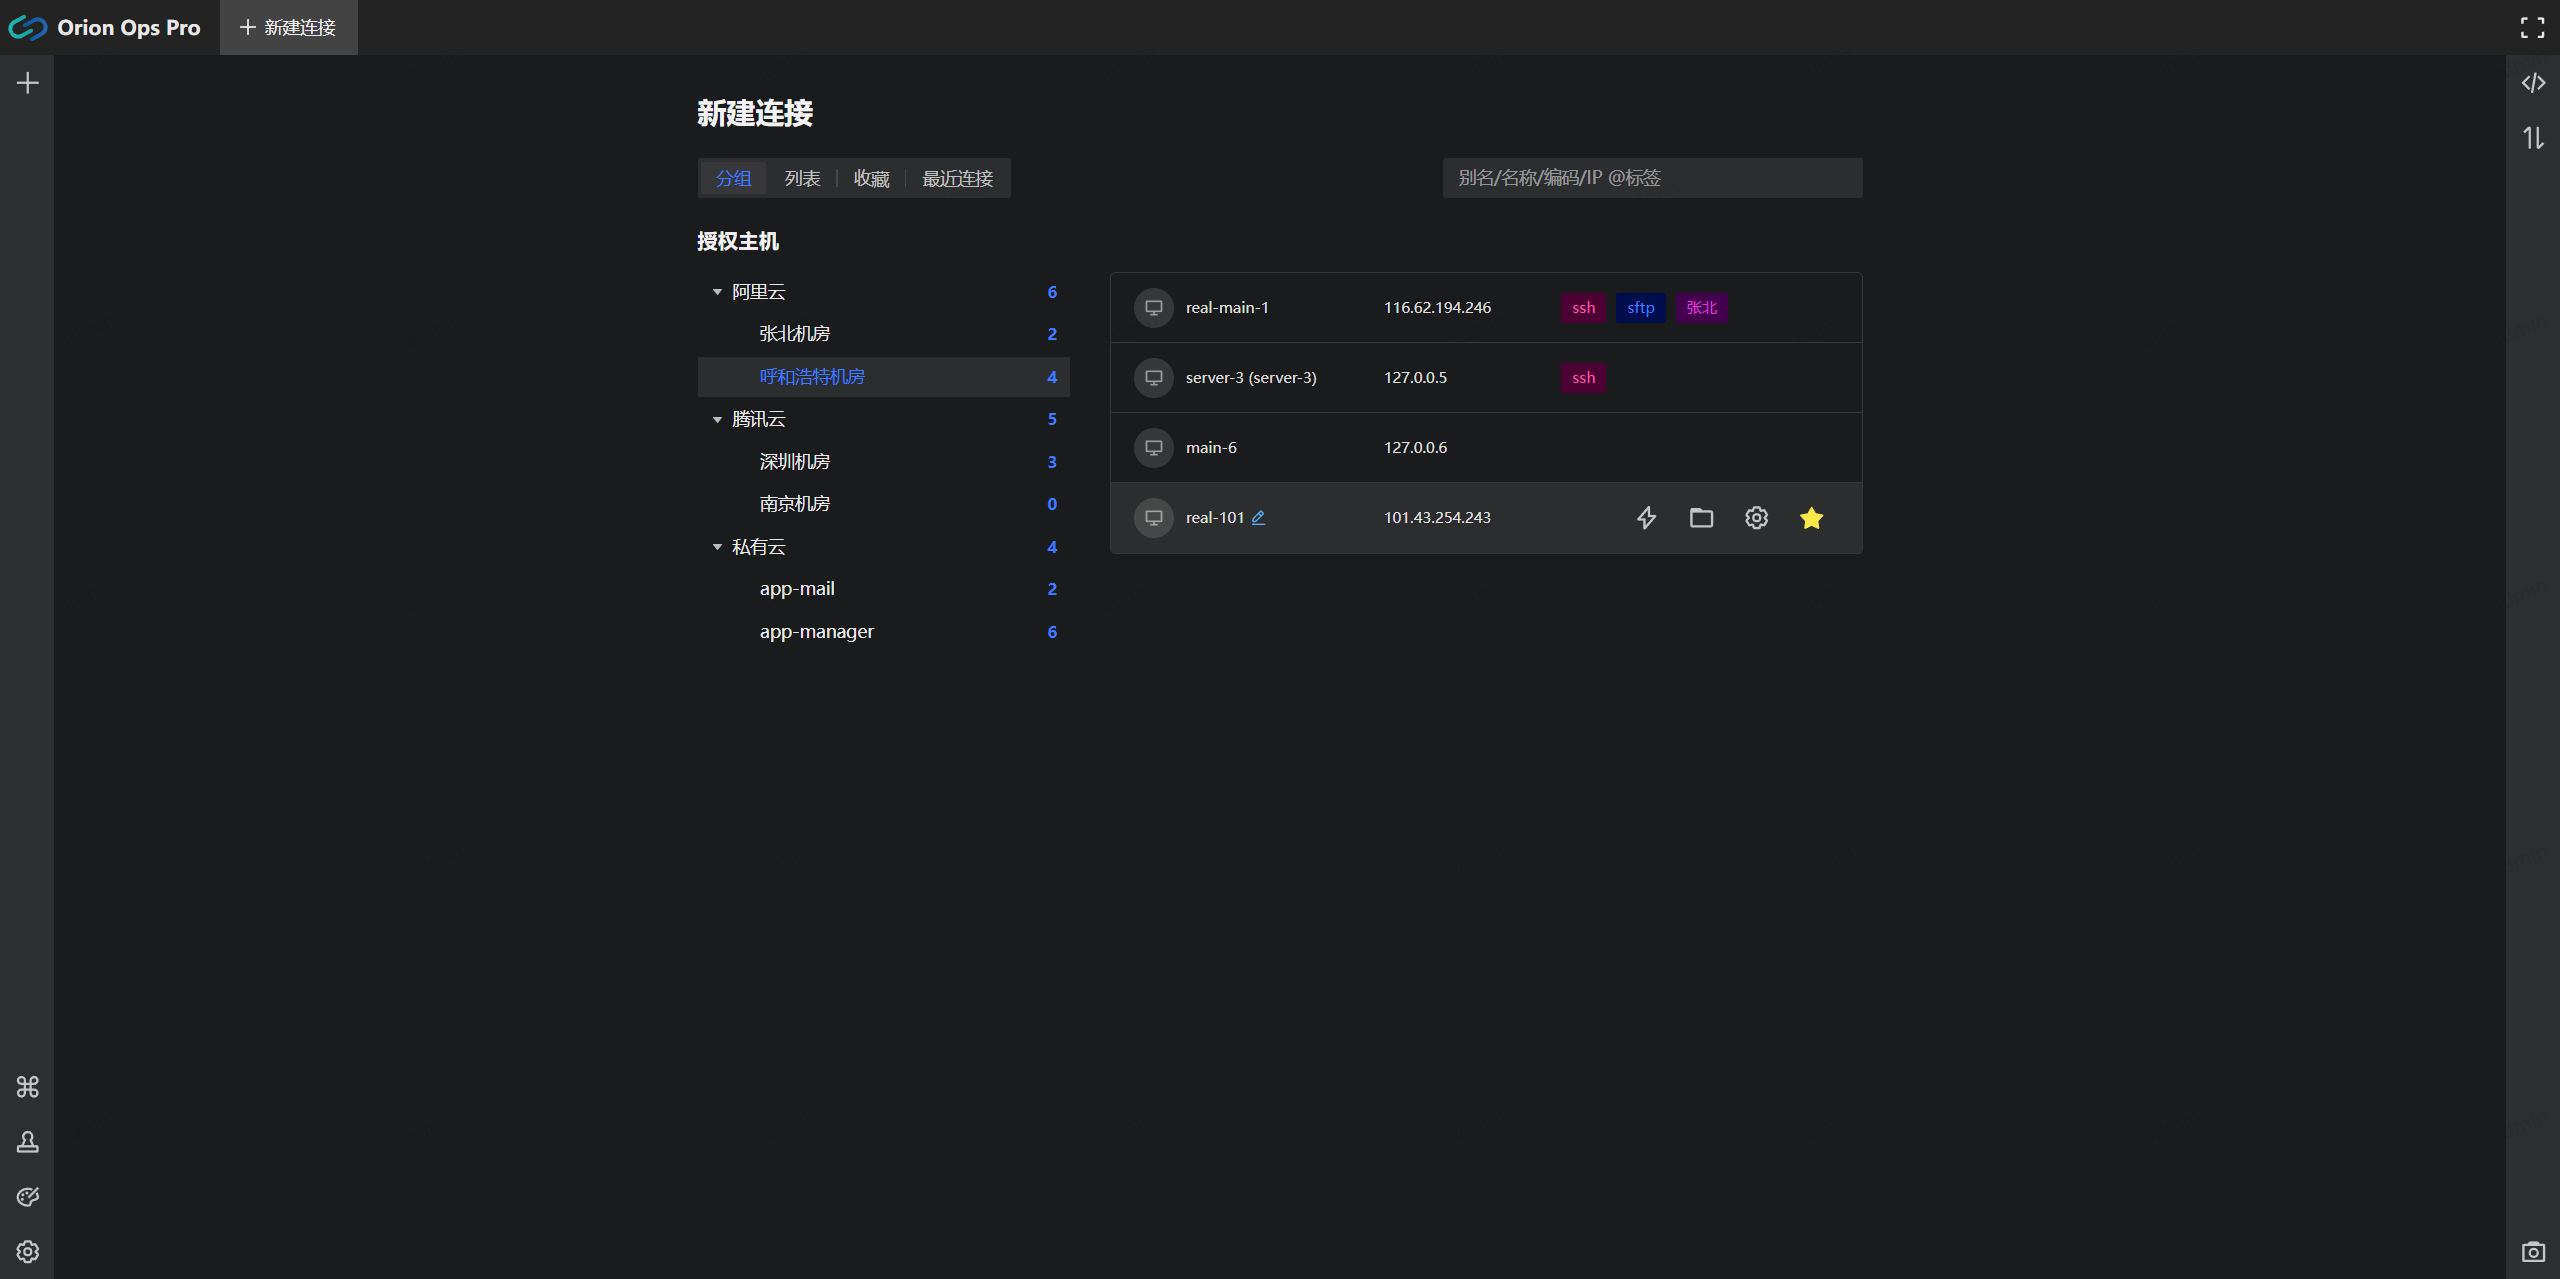 Orion Ops Pro
新建连接
新建连接
分组 列表 收藏 最近连接
别名/名称/编码/IP @标签
授权主机
阿里云 6
张北机房 2
呼和浩特机房 4
腾讯云 5
深圳机房 3
南京机房 0
私有云 4
app-mail 2
app-manager 6
real-main-1 116.62.194.246 ssh sftp 张北
server-3 (server-3) 127.0.0.5 ssh
main-6 127.0.0.6
real-101 101.43.254.243